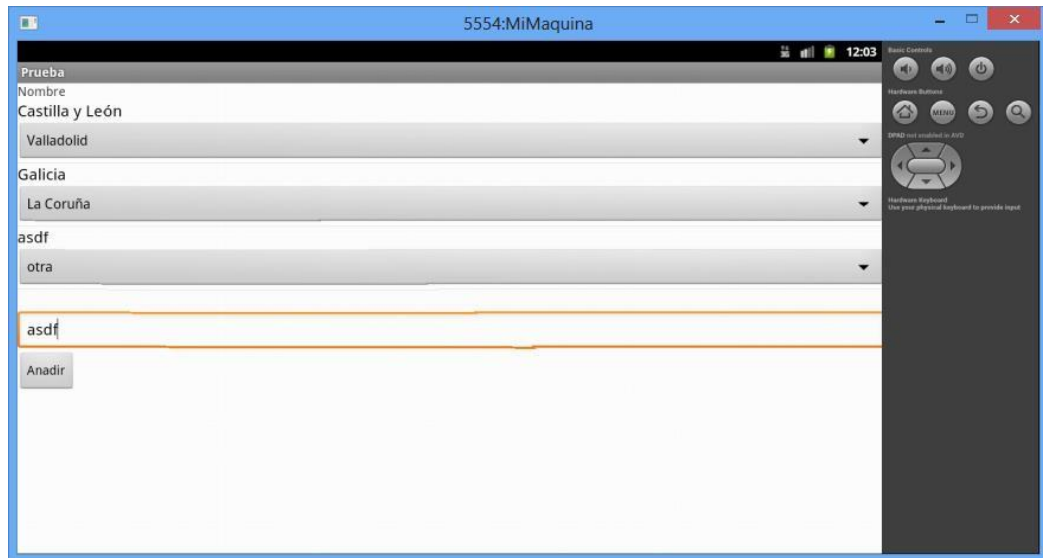 5554:MiMaquina
3G 12:03
Prueba
Nombre
Castilla y León
Valladolid
Galicia
La Coruña
asdf
otra
asdf
Anadir
Basic Controls
Hardware Buttons
MENU
DPAD not enabled in AVD
Hardware Keyboard
Use your physical keyboard to provide input